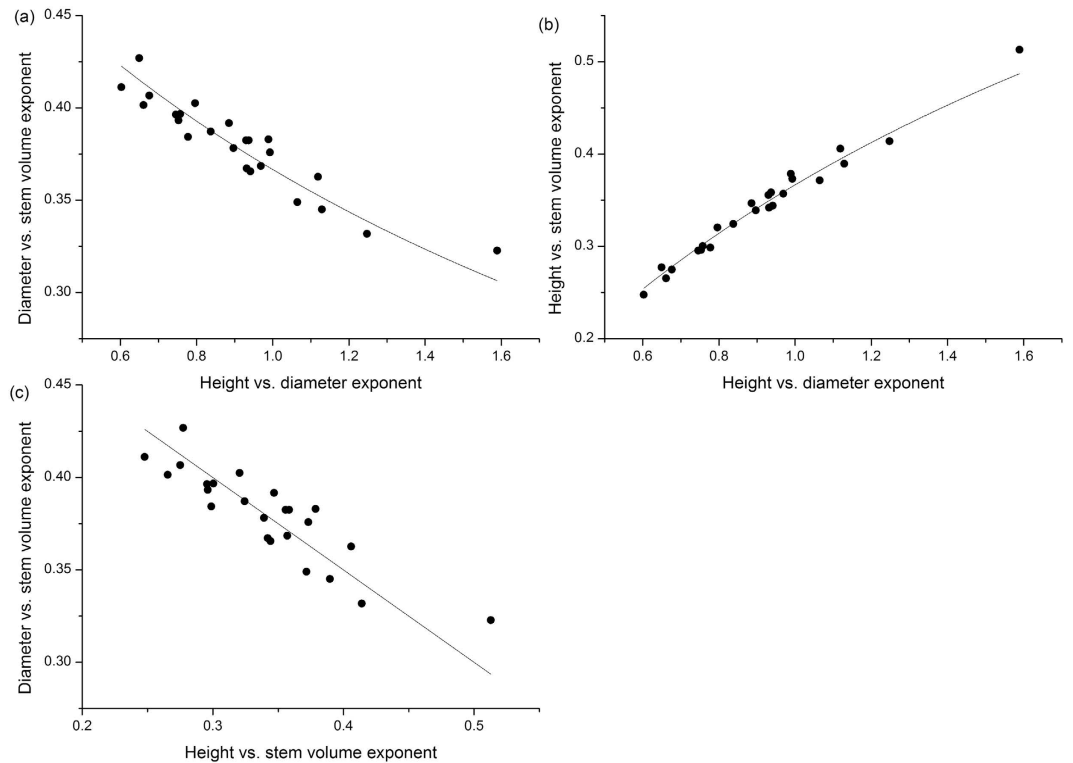 (a)
0.45
0.40
0.35
0.30
Diameter vs. stem volume exponent
0.6 0.8 1.0 1.2 1.4 1.6
Height vs. diameter exponent
(b)
0.5
0.4
0.3
0.2
Height vs. stem volume exponent
0.6 0.8 1.0 1.2 1.4 1.6
Height vs. diameter exponent
(c)
0.45
0.40
0.35
0.30
Diameter vs. stem volume exponent
0.2 0.3 0.4 0.5
Height vs. stem volume exponent